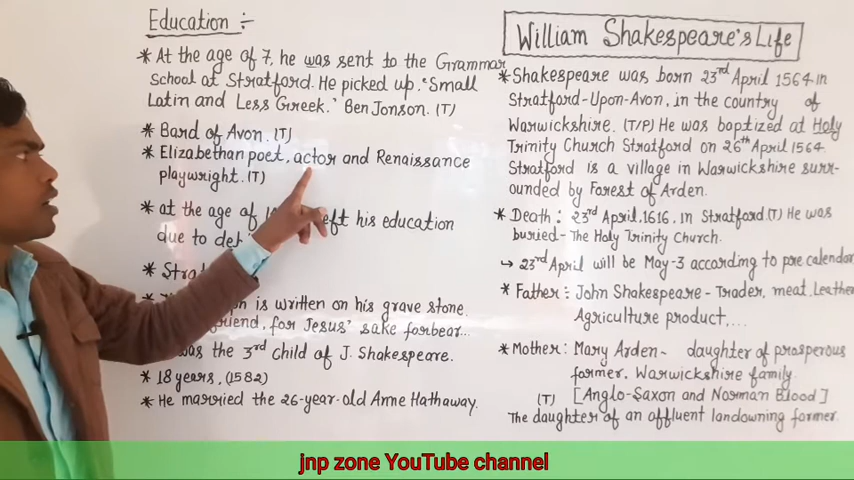 Education :-
* At the age of 7, he was sent to the Grammar
School at Stratford. He picked up. "Small
Latin and Less Greek." Ben Jonson. (T)
* Bard of Avon. (T)
* Elizabethan poet, actor and Renaissance
playwright. (T)
* at the age of eft his education
due to deb
* Strat
is written on his grave stone.
riend, for Jesus' sake forbear...
was the 3rd child of J. Shakespeare.
* 18 years, (1582)
* He married the 26-year-old Anne Hathaway.
William Shakespeare's Life
* Shakespeare was born 23rd April 1564 in
Stratford-Upon-Avon, in the country of
Warwickshire. (T/P) He was baptized at Holy
Trinity Church Stratford on 26th April 1564
Stratford is a village in Warwickshire surr-
ounded by Forest of Arden.
* Death: 23rd April. 1616. in Stratford. (T) He was
buried - The Holy Trinity Church.
↳ 23rd April will be May-3 according to pre calendar
* Father: John Shakespeare - Trader, meat, Leather
Agriculture product,...
* Mother: Mary Arden - daughter of prosperous
former. Warwickshire family.
(T) [Anglo-Saxon and Norman Blood]
The daughter of an affluent landowning former.
jnp zone YouTube channel